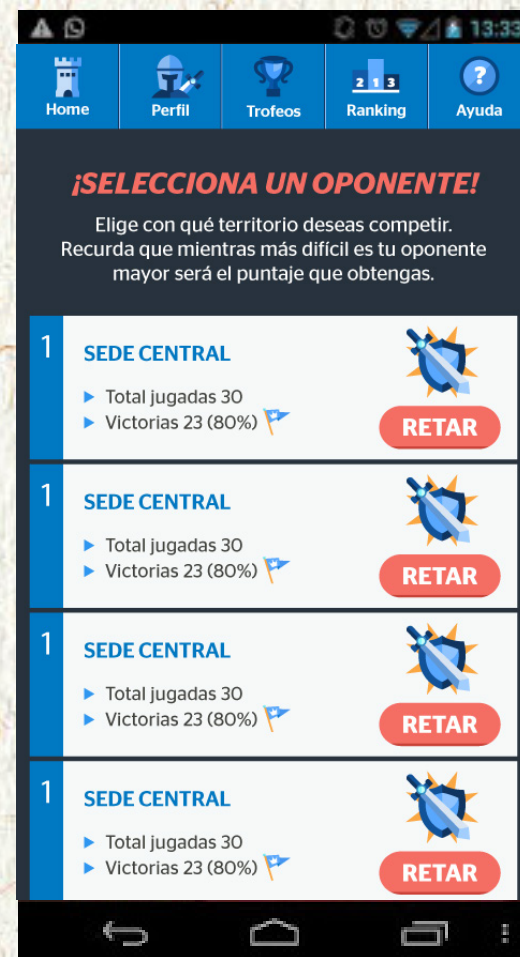 13:33
Home
Perfil
Trofeos
2 1 3
Ranking
?
Ayuda
¡SELECCIONA UN OPONENTE!
Elige con qué territorio deseas competir.
Recurda que mientras más difícil es tu oponente
mayor será el puntaje que obtengas.
1
SEDE CENTRAL
Total jugadas 30
Victorias 23 (80%)
RETAR
1
SEDE CENTRAL
Total jugadas 30
Victorias 23 (80%)
RETAR
1
SEDE CENTRAL
Total jugadas 30
Victorias 23 (80%)
RETAR
1
SEDE CENTRAL
Total jugadas 30
Victorias 23 (80%)
RETAR